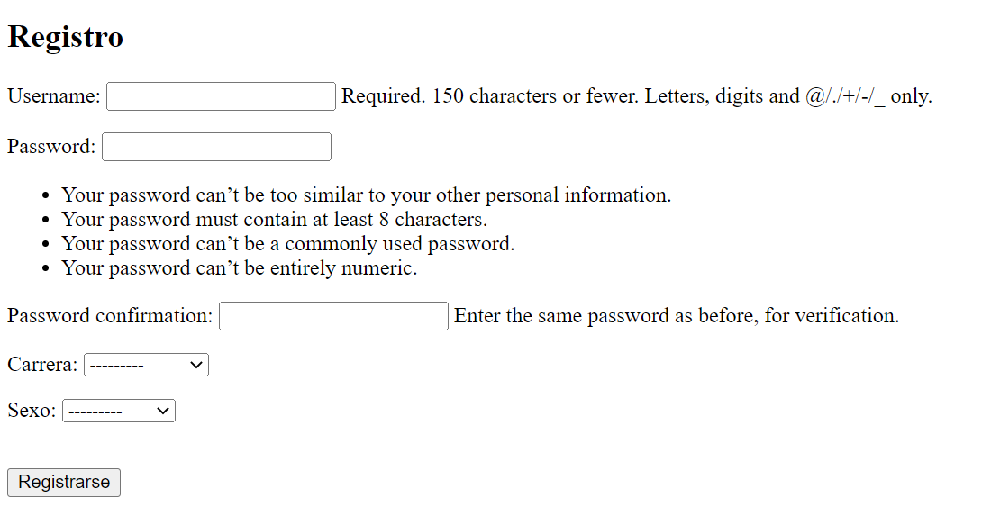 Registro
Username: Required. 150 characters or fewer. Letters, digits and @/./+/-/_ only.
Password:
• Your password can’t be too similar to your other personal information.
• Your password must contain at least 8 characters.
• Your password can’t be a commonly used password.
• Your password can’t be entirely numeric.
Password confirmation: Enter the same password as before, for verification.
Carrera: ---------
Sexo: ---------
Registrarse